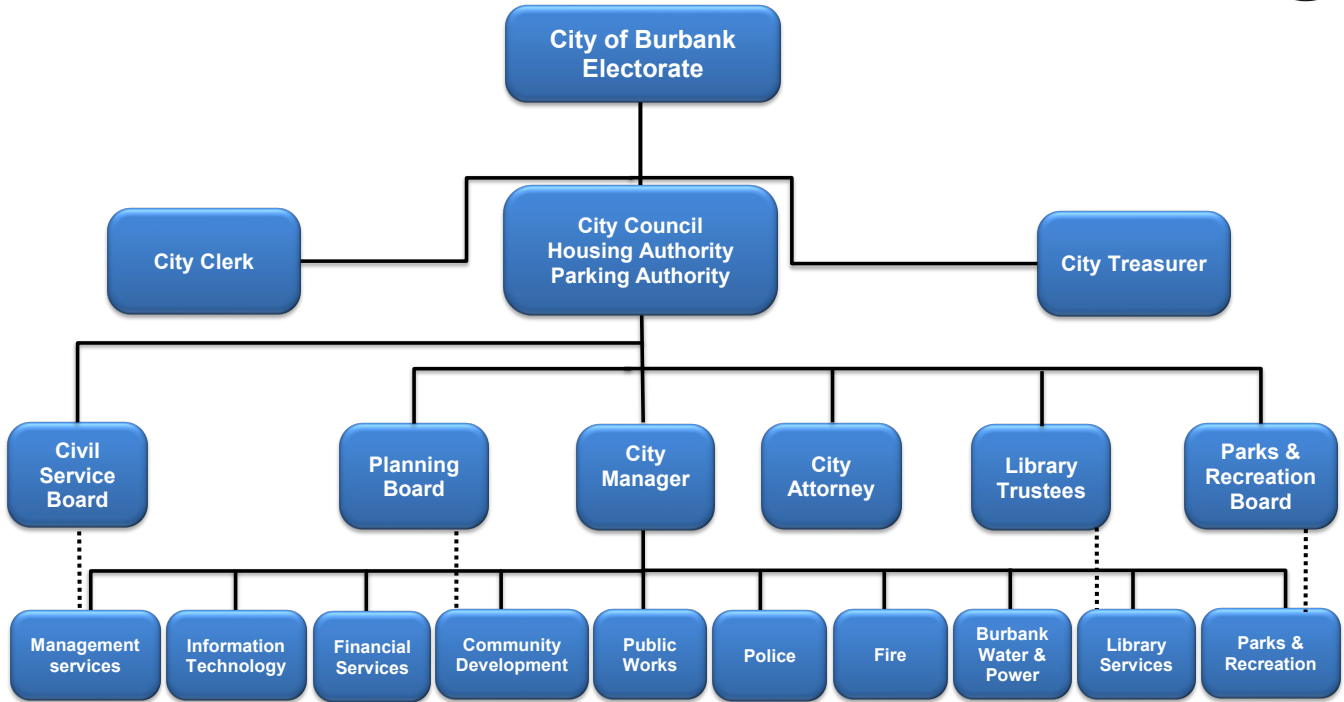 City of Burbank
Electorate
City Clerk
City Council
Housing Authority
Parking Authority
City Treasurer
Civil
Service
Board
Planning
Board
City
Manager
City
Attorney
Library
Trustees
Parks &
Recreation
Board
Management
services
Information
Technology
Financial
Services
Community
Development
Public
Works
Police
Fire
Burbank
Water &
Power
Library
Services
Parks &
Recreation